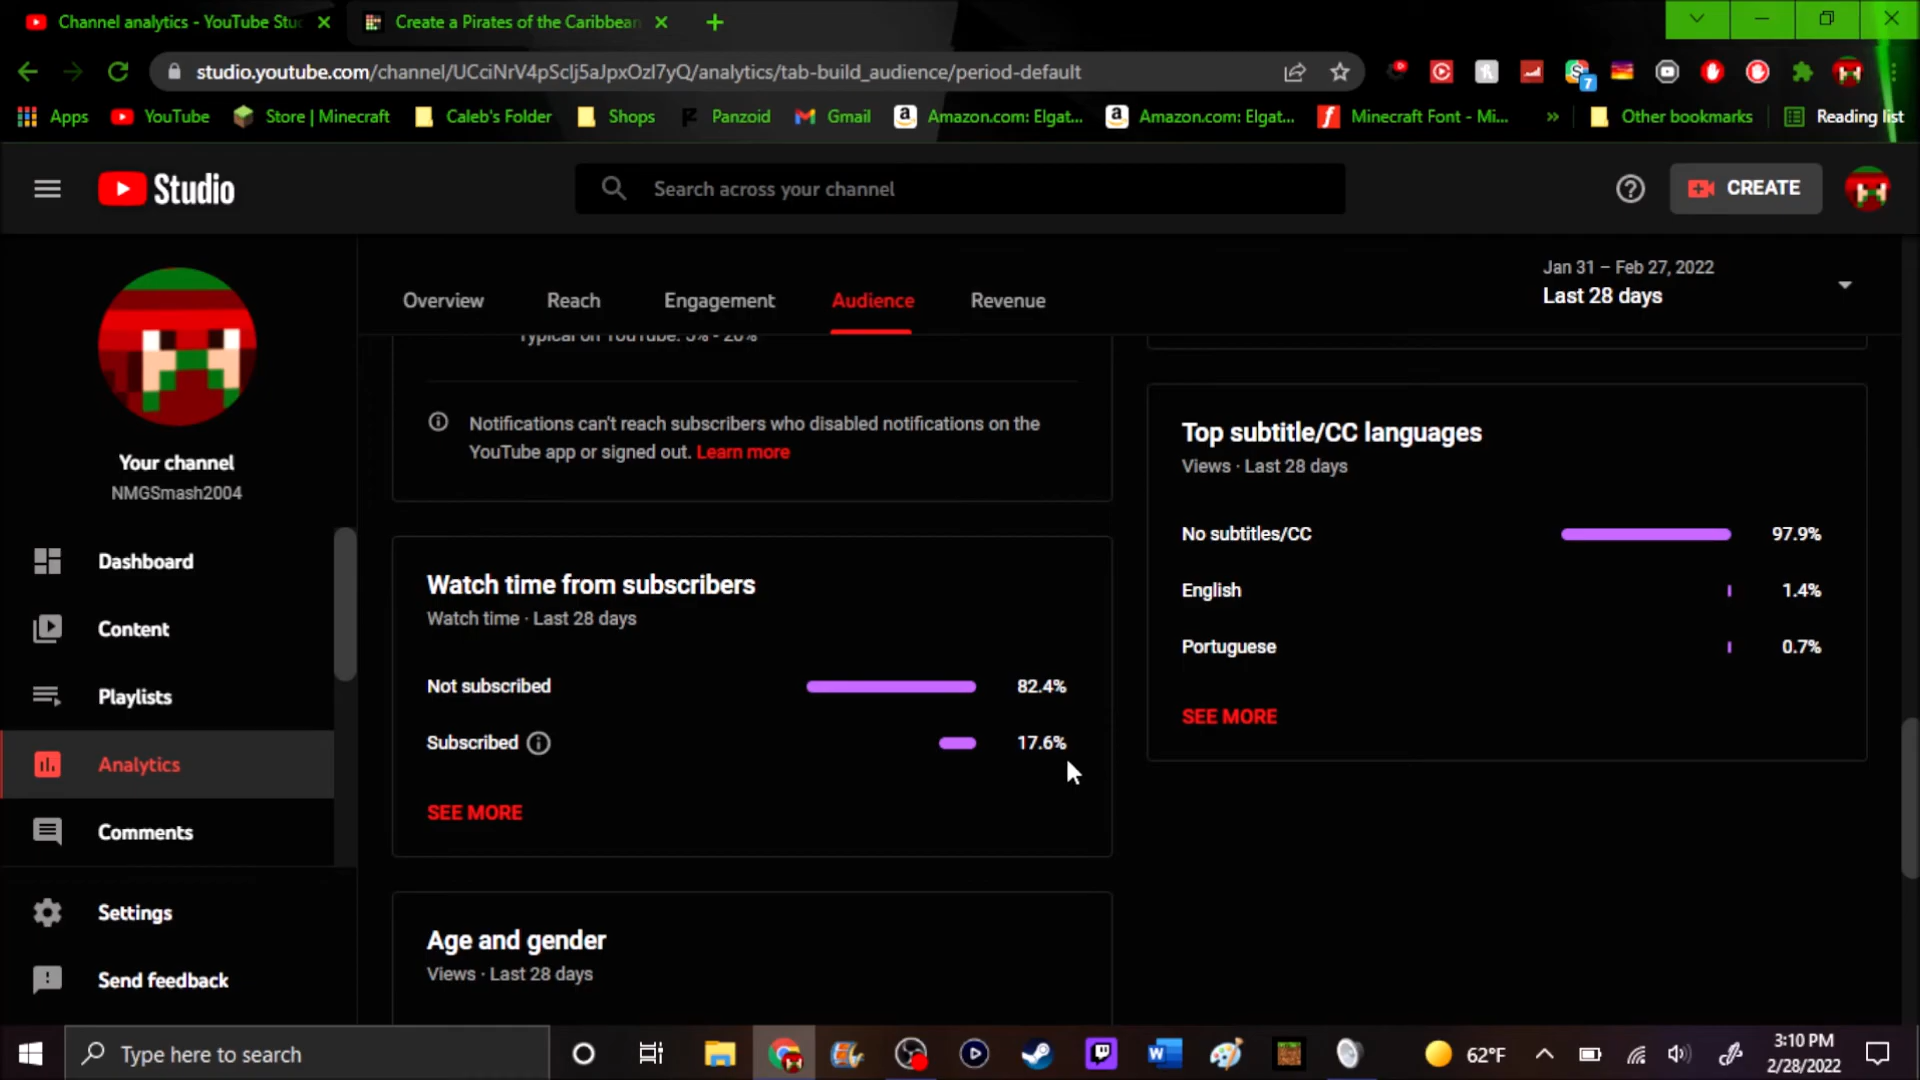 Channel analytics - YouTube Stu
Create a Pirates of the Caribbean
studio.youtube.com/channel/UCciNrV4pSclj5aJpxOzI7yQ/analytics/tab-build_audience/period-default
7
Apps
YouTube
Store | Minecraft
Caleb's Folder
Shops
Panzoid
Gmail
Amazon.com: Elgat...
Amazon.com: Elgat...
Minecraft Font - Mi...
»
Other bookmarks
Reading list
Studio
Search across your channel
CREATE
Your channel
NMGSmash2004
Dashboard
Content
Playlists
Analytics
Comments
Settings
Send feedback
Overview
Reach
Engagement
Audience
Revenue
Jan 31 – Feb 27, 2022
Last 28 days
Typical on YouTube: 5% - 20%
Notifications can't reach subscribers who disabled notifications on the
YouTube app or signed out. Learn more
Watch time from subscribers
Watch time · Last 28 days
Not subscribed 82.4%
Subscribed 17.6%
SEE MORE
Age and gender
Views · Last 28 days
Top subtitle/CC languages
Views · Last 28 days
No subtitles/CC 97.9%
English 1.4%
Portuguese 0.7%
SEE MORE
Type here to search
62°F
3:10 PM
2/28/2022